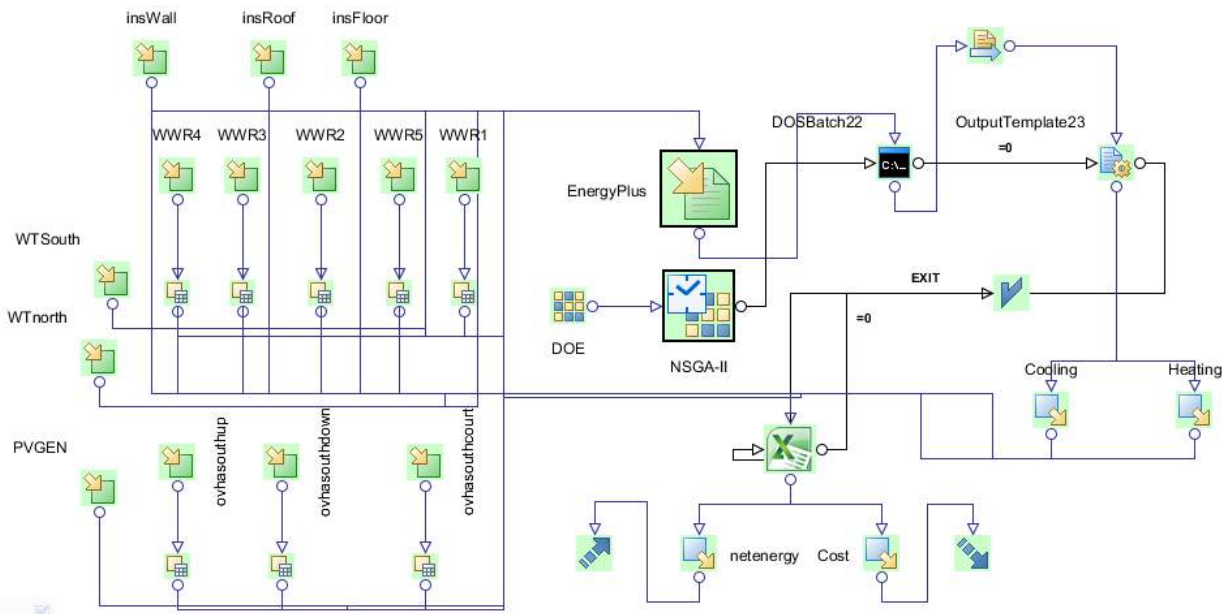 insWall
insRoof
insFloor
WWR4
WWR3
WWR2
WWR5
WWR1
DOSBatch22
OutputTemplate23
=0
C:\...
EnergyPlus
WTSouth
WTnorth
EXIT
=0
DOE
NSGA-II
Cooling
Heating
PVGEN
ovhasouthup
ovhasouthdown
ovhasouthcourt
X
netenergy
Cost